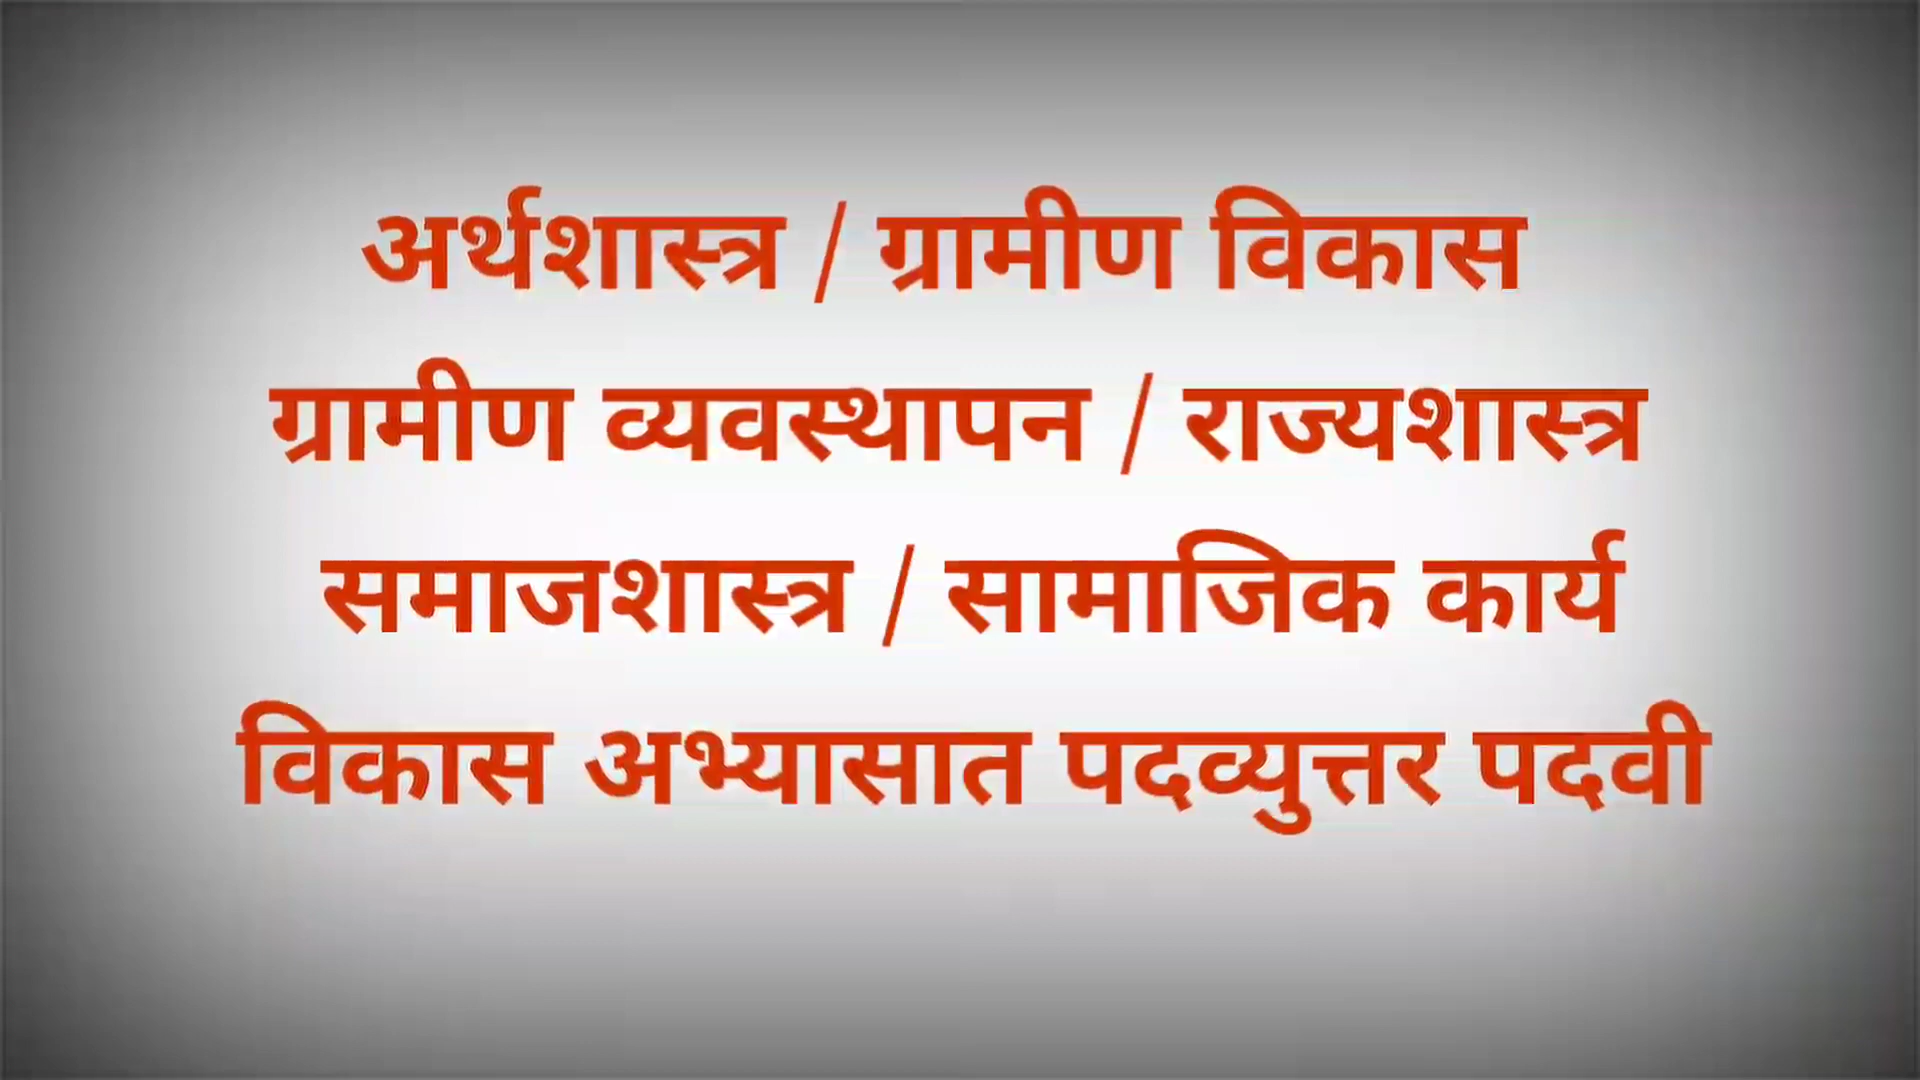 अर्थशास्त्र / ग्रामीण विकास
ग्रामीण व्यवस्थापन / राज्यशास्त्र
समाजशास्त्र / सामाजिक कार्य
विकास अभ्यासात पदव्युत्तर पदवी